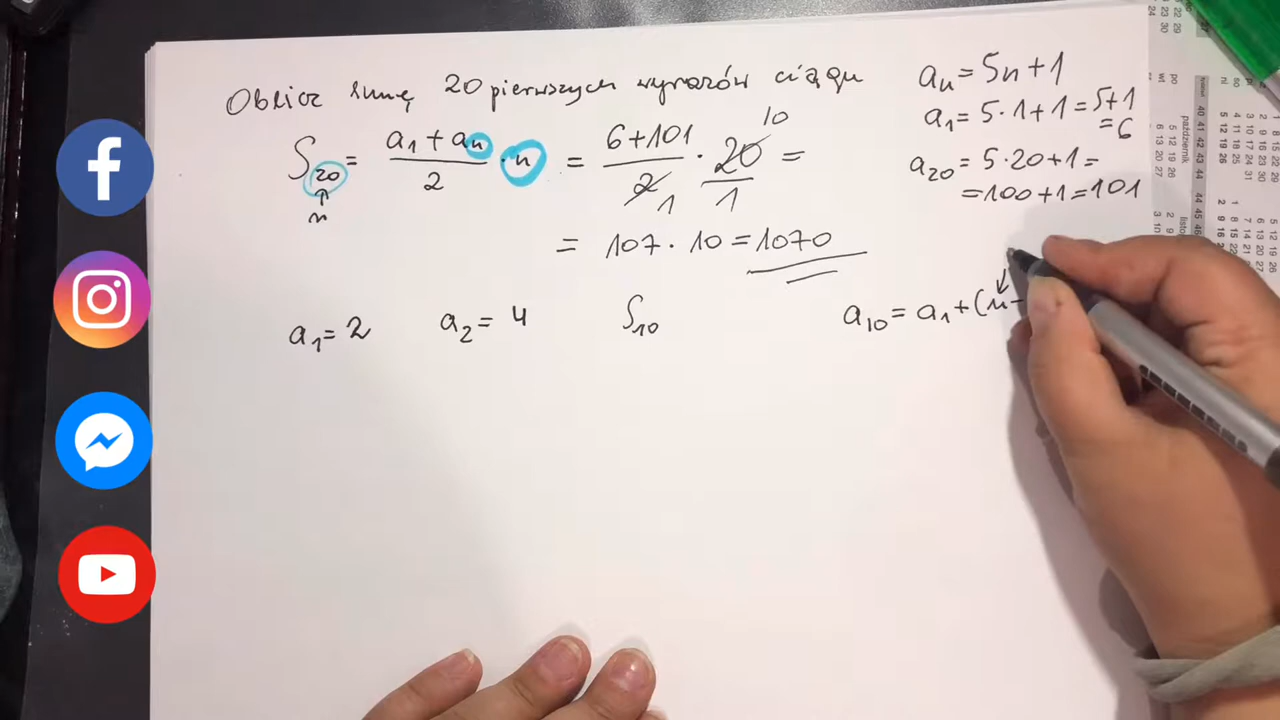 Oblicz sumę 20 pierwszych wyrazów ciągu
aₙ = 5n + 1
a₁ = 5·1 + 1 = 5+1
= 6
S₂₀ = (a₁ + aₙ)/2 · n = (6+101)/2 · 20/1 =
10
1
n
a₂₀ = 5·20 + 1 =
= 100 + 1 = 101
= 107 · 10 = 1070
a₁ = 2 a₂ = 4 S₁₀ a₁₀ = a₁ + (n-
październik